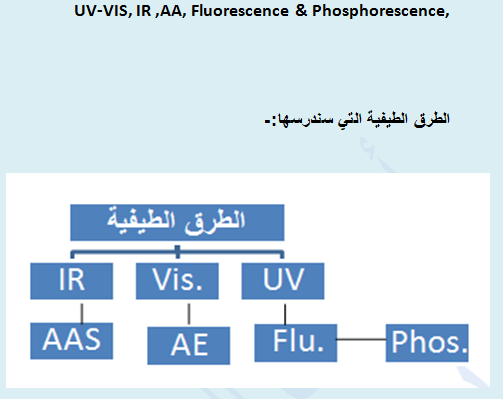 UV-VIS, IR ,AA, Fluorescence & Phosphorescence,
الطرق الطيفية التي سندرسها:-
الطرق الطيفية
IR Vis. UV
AAS AE Flu. Phos.